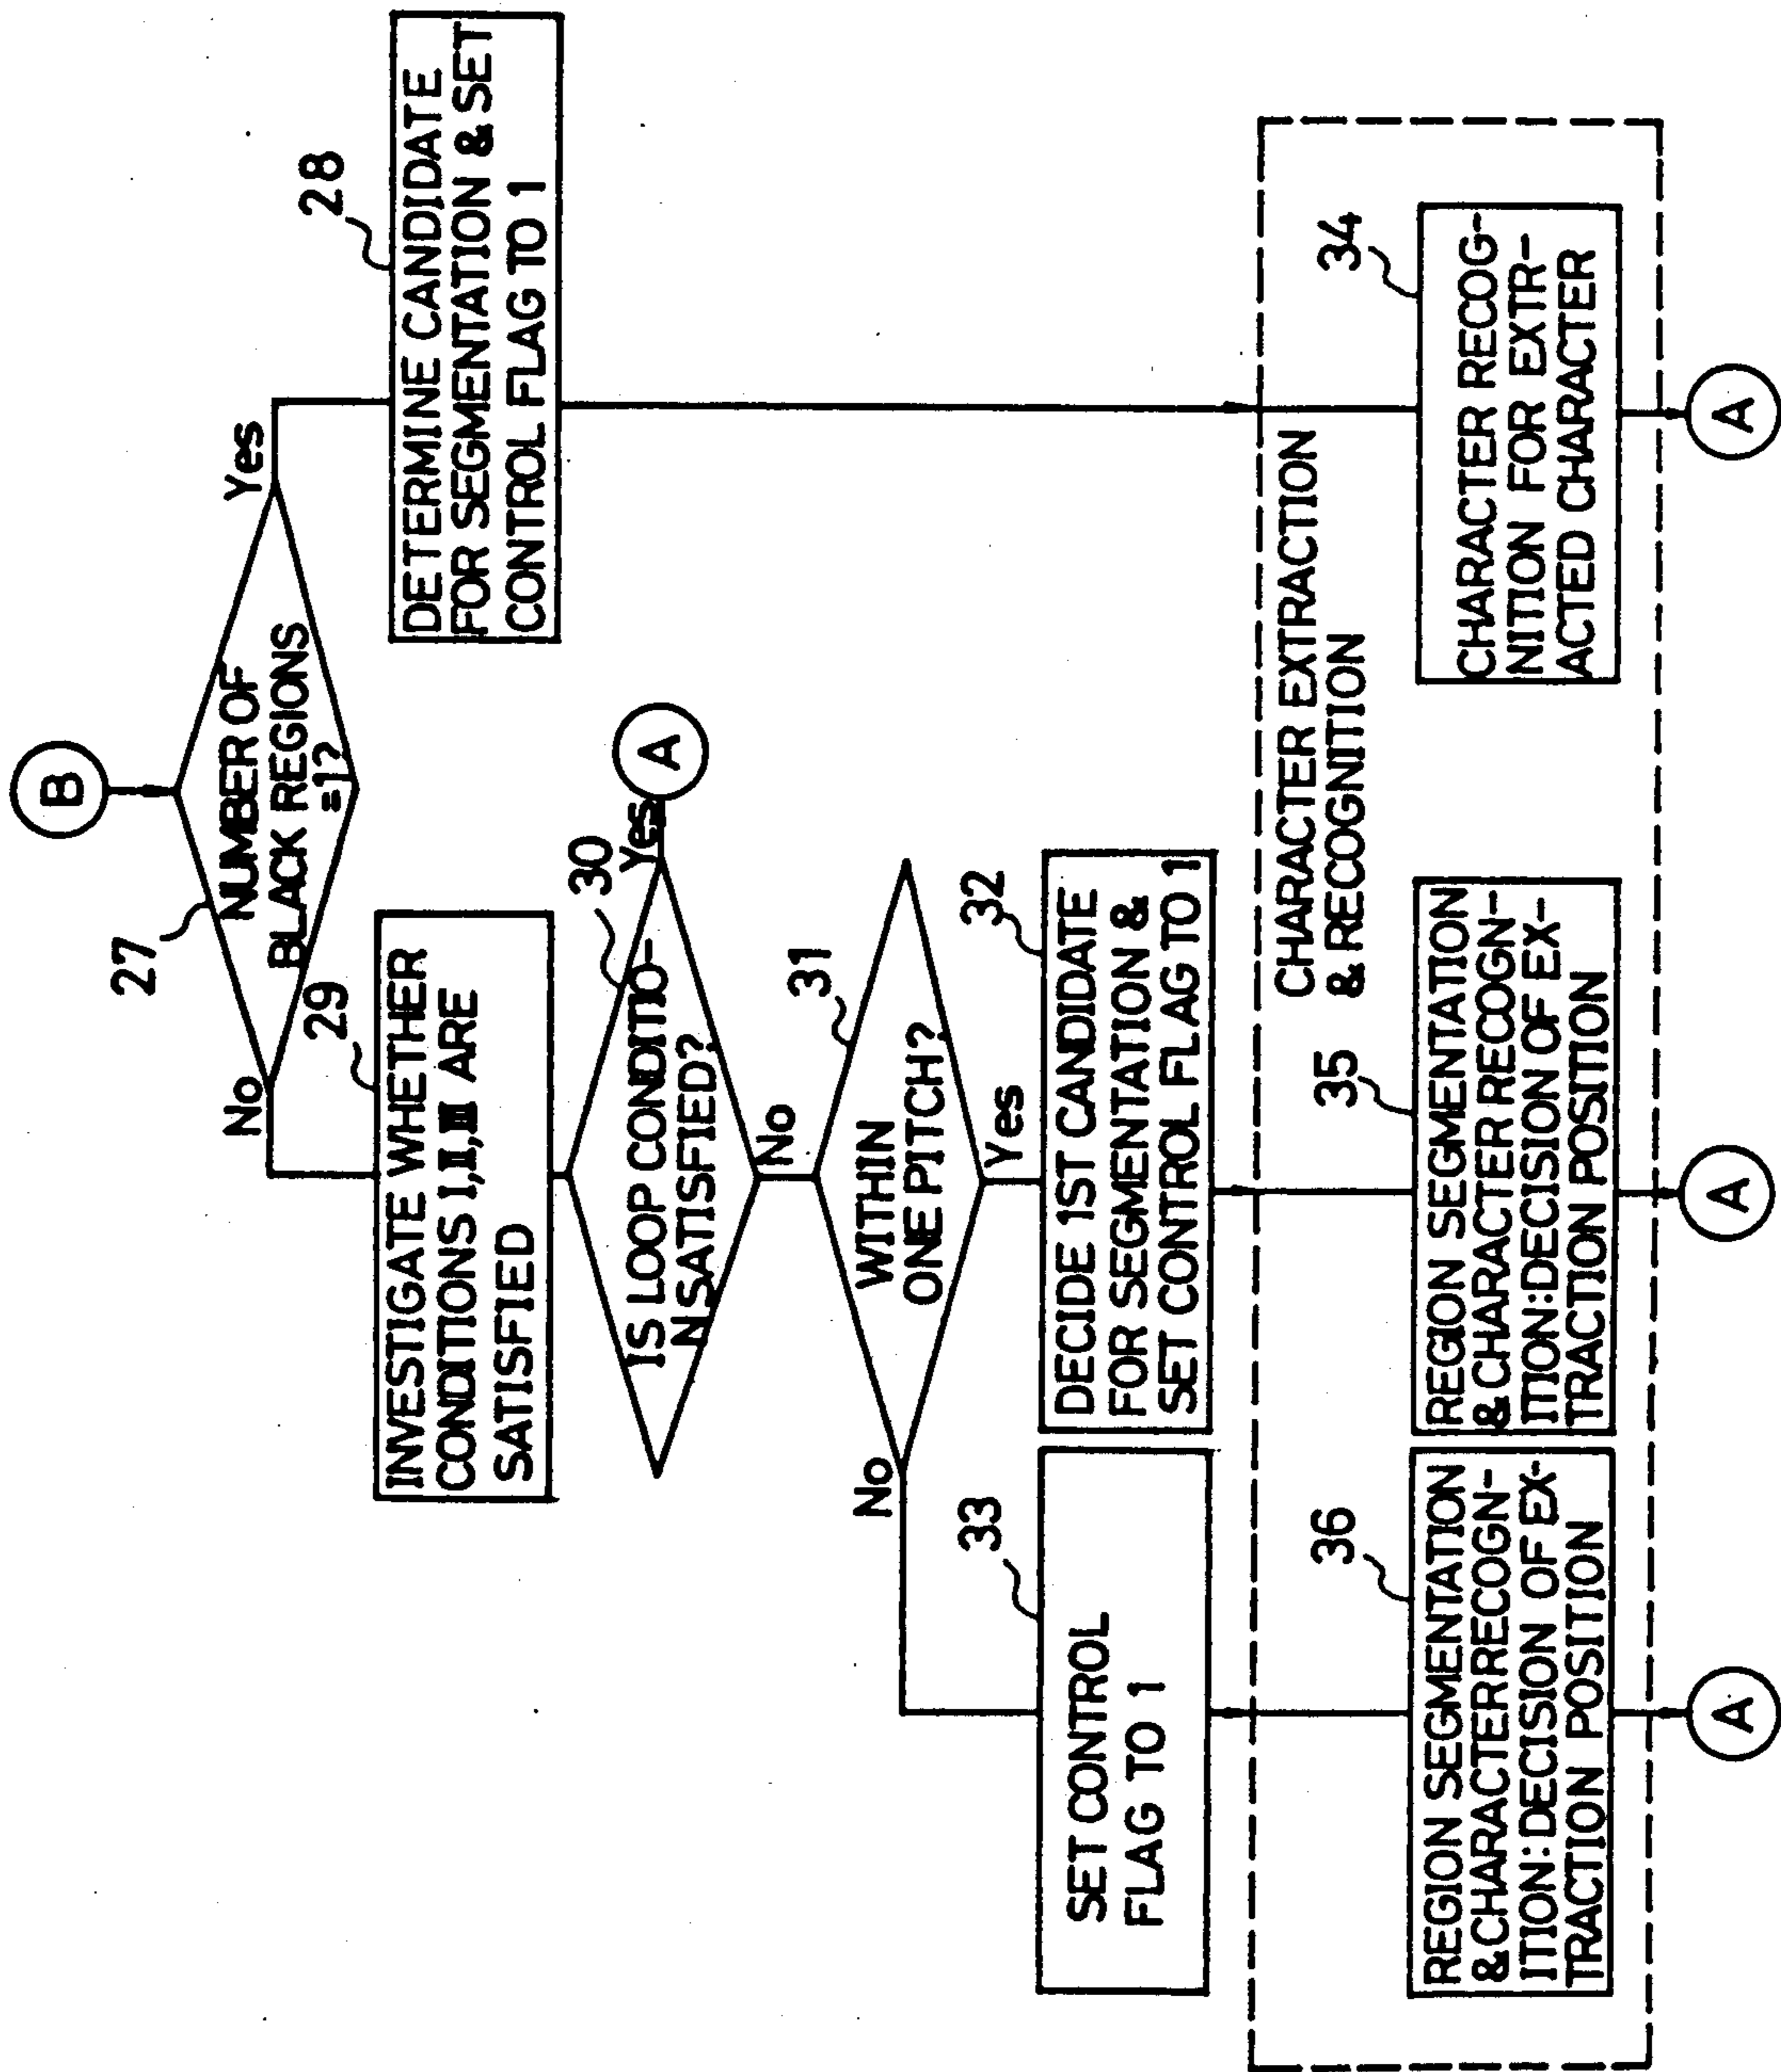 B
27
NUMBER OF
BLACK REGIONS
=1?
Yes
No
28
DETERMINE CANDIDATE
FOR SEGMENTATION & SET
CONTROL FLAG TO 1
29
INVESTIGATE WHETHER
CONDITIONS I,II,III ARE
SATISFIED
30
IS LOOP CONDITIO-
NSATISFIED?
Yes
A
No
31
WITHIN
ONE PITCH?
No
Yes
33
SET CONTROL
FLAG TO 1
32
DECIDE 1ST CANDIDATE
FOR SEGMENTATION &
SET CONTROL FLAG TO 1
CHARACTER EXTRACTION
& RECOGNITION
36
REGION SEGMENTATION
&CHARACTERRECOGN-
ITION:DECISION OF EX-
TRACTION POSITION
35
REGION SEGMENTATION
& CHARACTER RECOGN-
ITION:DECISION OF EX-
TRACTION POSITION
34
CHARACTER RECOG-
NITION FOR EXTR-
ACTED CHARACTER
A
A
A